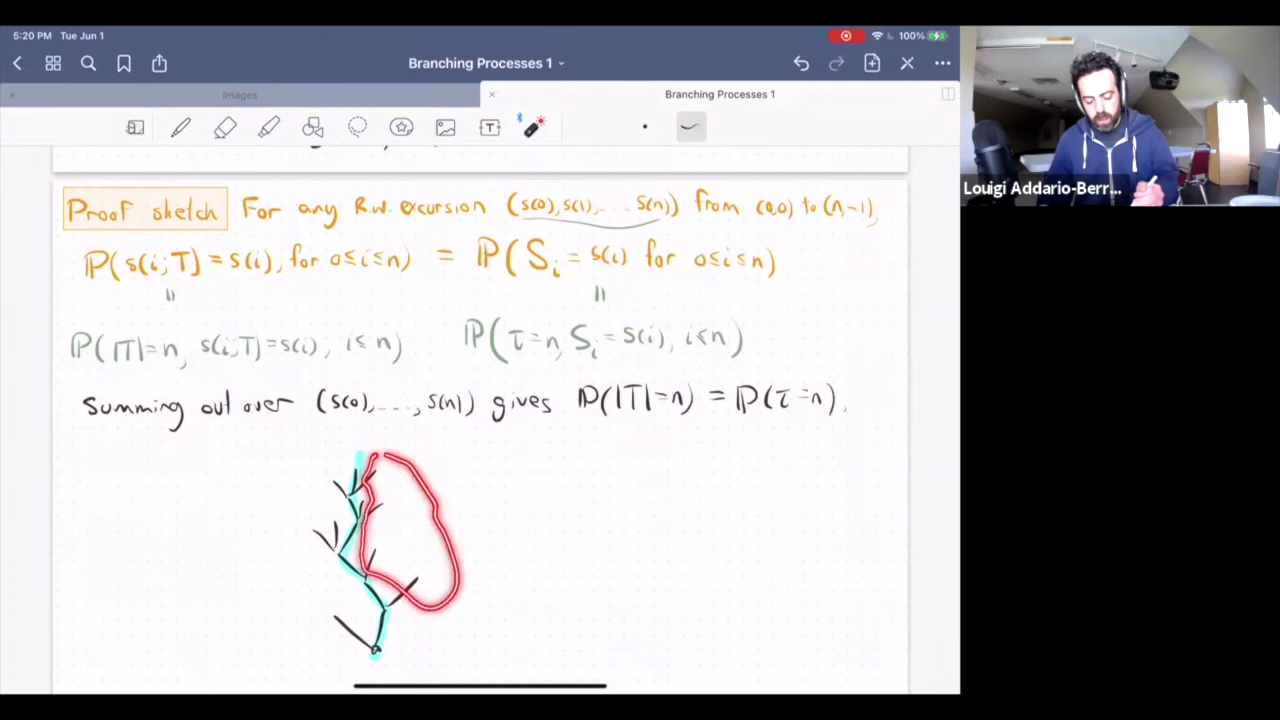 5:20 PM Tue Jun 1
100%
Branching Processes 1
Images
Branching Processes 1
T
Proof sketch For any R.W. excursion (s(0), s(1), ... s(n)) from (0,0) to (n,-1),
P(s(i;T) = s(i), for 0≤i≤n) = P(S_i = s(i) for 0≤i≤n)
P(|T|=n, s(i;T)=s(i), i≤n) P(τ=n, S_i = s(i), i≤n)
Summing out over (s(0),...,s(n)) gives P(|T|=n) = P(τ=n).
Louigi Addario-Berr...